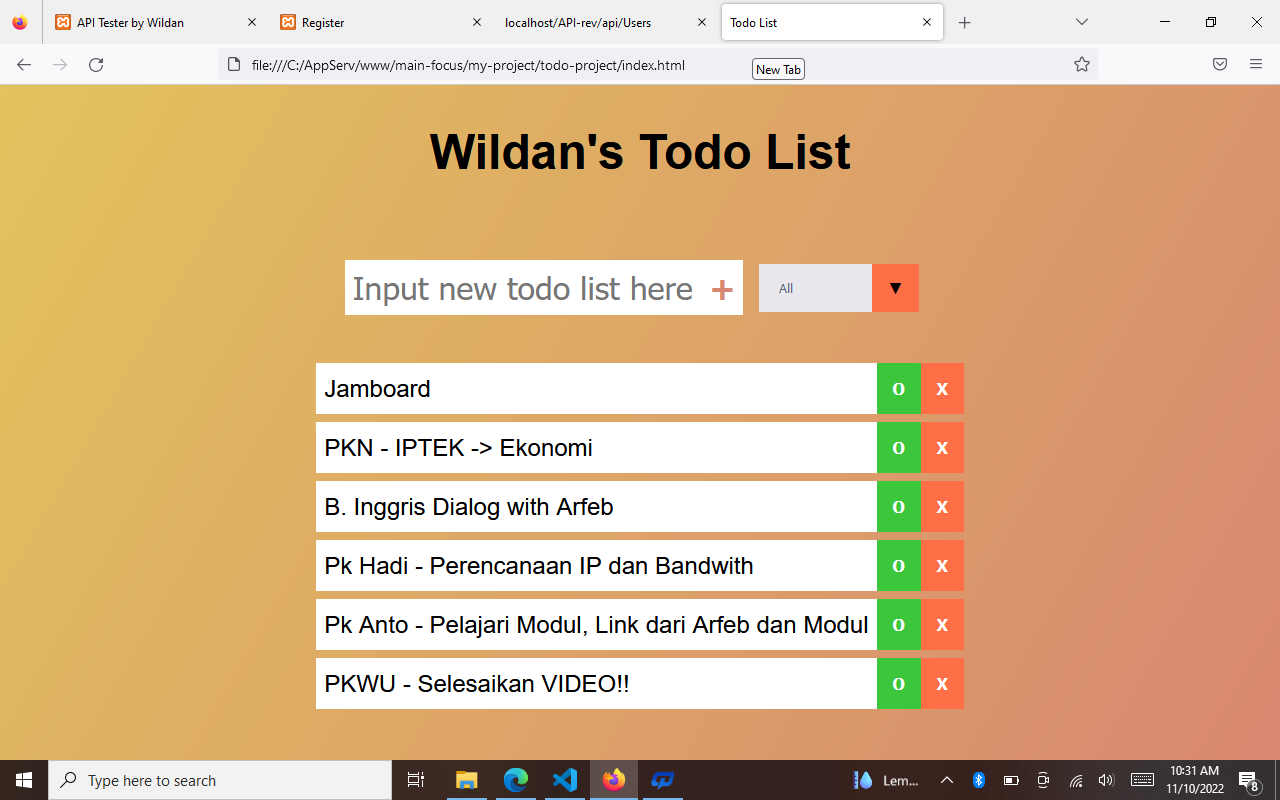 API Tester by Wildan
Register
localhost/API-rev/api/Users
Todo List
file:///C:/AppServ/www/main-focus/my-project/todo-project/index.html
New Tab
Wildan's Todo List
Input new todo list here +
All ▼
Jamboard o x
PKN - IPTEK -> Ekonomi o x
B. Inggris Dialog with Arfeb o x
Pk Hadi - Perencanaan IP dan Bandwith o x
Pk Anto - Pelajari Modul, Link dari Arfeb dan Modul o x
PKWU - Selesaikan VIDEO!! o x
Type here to search
Lem...
10:31 AM
11/10/2022
8